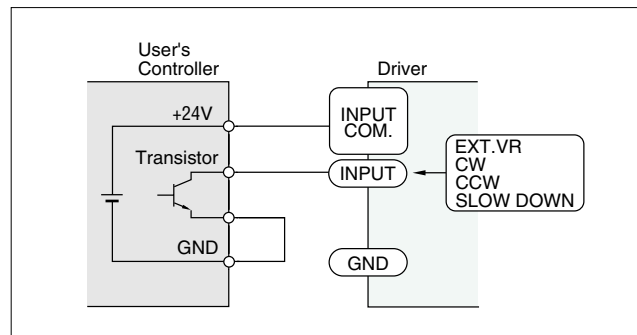 User's
Controller
Driver
+24V
INPUT
COM.
Transistor
INPUT
EXT.VR
CW
CCW
SLOW DOWN
GND
GND